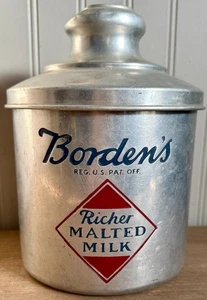 Borden's
REG. U.S. PAT. OFF.
Richer
MALTED
MILK